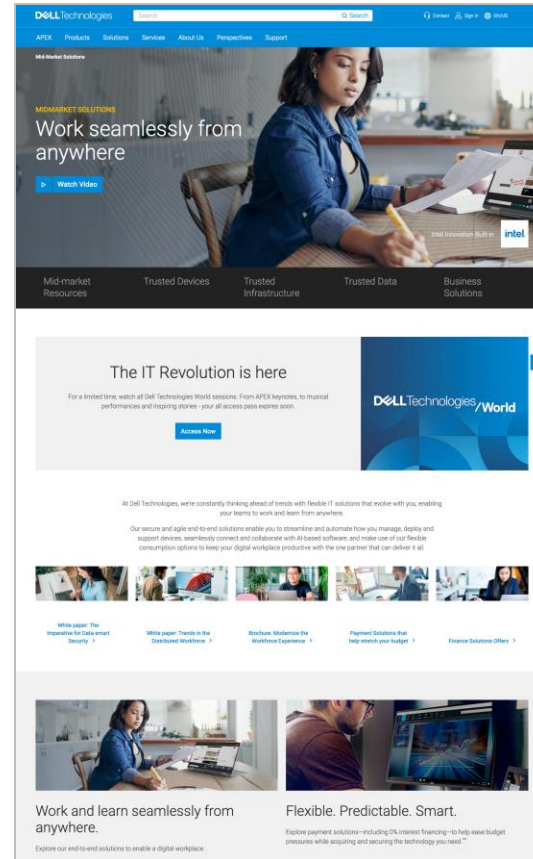 DELLTechnologies
Search
Search
Contact
Sign In
EN/US
APEX Products Solutions Services About Us Perspectives Support
Mid-Market Solutions
MIDMARKET SOLUTIONS
Work seamlessly from
anywhere
Watch Video
Intel Innovation Built-in
intel.
Mid-market
Resources
Trusted Devices
Trusted
Infrastructure
Trusted Data
Business
Solutions
The IT Revolution is here
For a limited time, watch all Dell Technologies World sessions. From APEX keynotes, to musical
performances and inspiring stories - your all access pass expires soon.
Access Now
DELLTechnologies/World
At Dell Technologies, we're constantly thinking ahead of trends with flexible IT solutions that evolve with you, enabling
your teams to work and learn from anywhere.
Our secure and agile end-to-end solutions enable you to streamline and automate how you manage, deploy and
support devices, seamlessly connect and collaborate with AI-based software; and make use of our flexible
consumption options to keep your digital workplace productive with the one partner that can deliver it all.
White paper: The
Imperative for Data-smart
Security >
White paper: Trends in the
Distributed Workforce >
Brochure: Modernize the
Workforce Experience >
Payment Solutions that
help stretch your budget >
Finance Solutions Offers >
Work and learn seamlessly from
anywhere.
Explore our end-to-end solutions to enable a digital workplace.
Flexible. Predictable. Smart.
Explore payment solutions—including 0% interest financing—to help ease budget
pressures while acquiring and securing the technology you need.